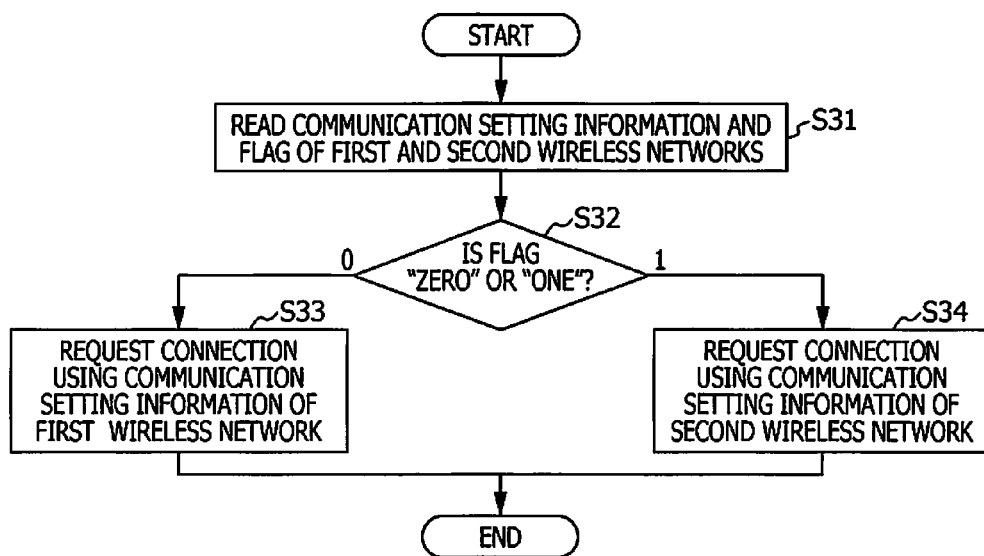 START
READ COMMUNICATION SETTING INFORMATION AND
FLAG OF FIRST AND SECOND WIRELESS NETWORKS
S31
IS FLAG
"ZERO" OR "ONE"?
S32
0
1
S33
REQUEST CONNECTION
USING COMMUNICATION
SETTING INFORMATION OF
FIRST WIRELESS NETWORK
S34
REQUEST CONNECTION
USING COMMUNICATION
SETTING INFORMATION OF
SECOND WIRELESS NETWORK
END